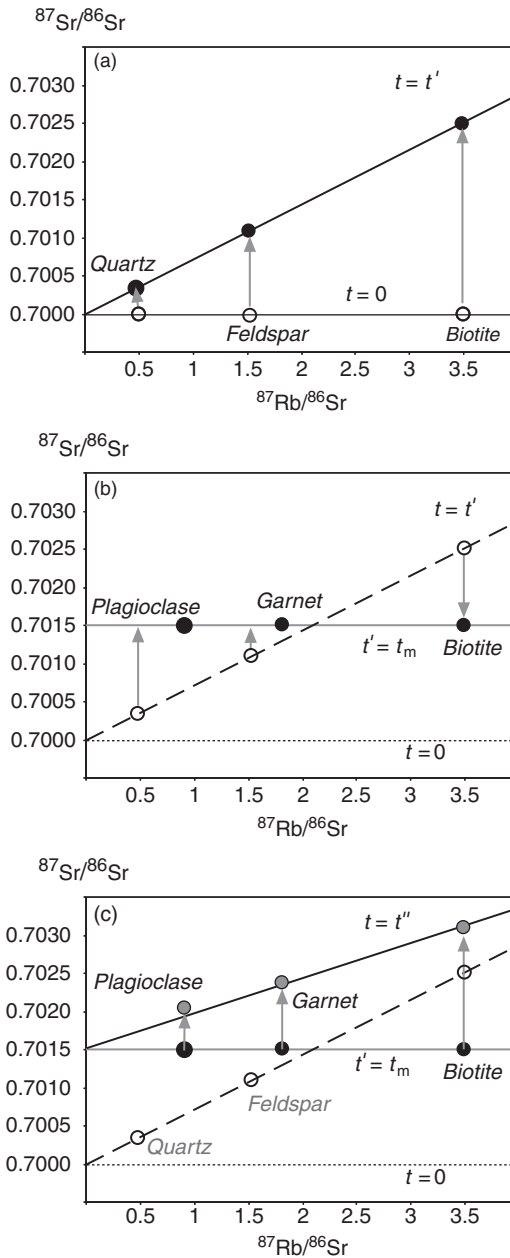 ⁸⁷Sr/⁸⁶Sr
(a)
t = t'
0.7030
0.7025
0.7020
0.7015
0.7010
0.7005
0.7000
Quartz
t = 0
Feldspar
Biotite
0.5 1 1.5 2 2.5 3 3.5
⁸⁷Rb/⁸⁶Sr
⁸⁷Sr/⁸⁶Sr
(b)
t = t'
0.7030
0.7025
0.7020
0.7015
0.7010
0.7005
0.7000
Plagioclase
Garnet
t' = tₘ
Biotite
t = 0
0.5 1 1.5 2 2.5 3 3.5
⁸⁷Rb/⁸⁶Sr
⁸⁷Sr/⁸⁶Sr
(c)
t = t"
0.7030
0.7025
0.7020
0.7015
0.7010
0.7005
0.7000
Plagioclase
Garnet
t' = tₘ
Biotite
Feldspar
Quartz
t = 0
0.5 1 1.5 2 2.5 3 3.5
⁸⁷Rb/⁸⁶Sr